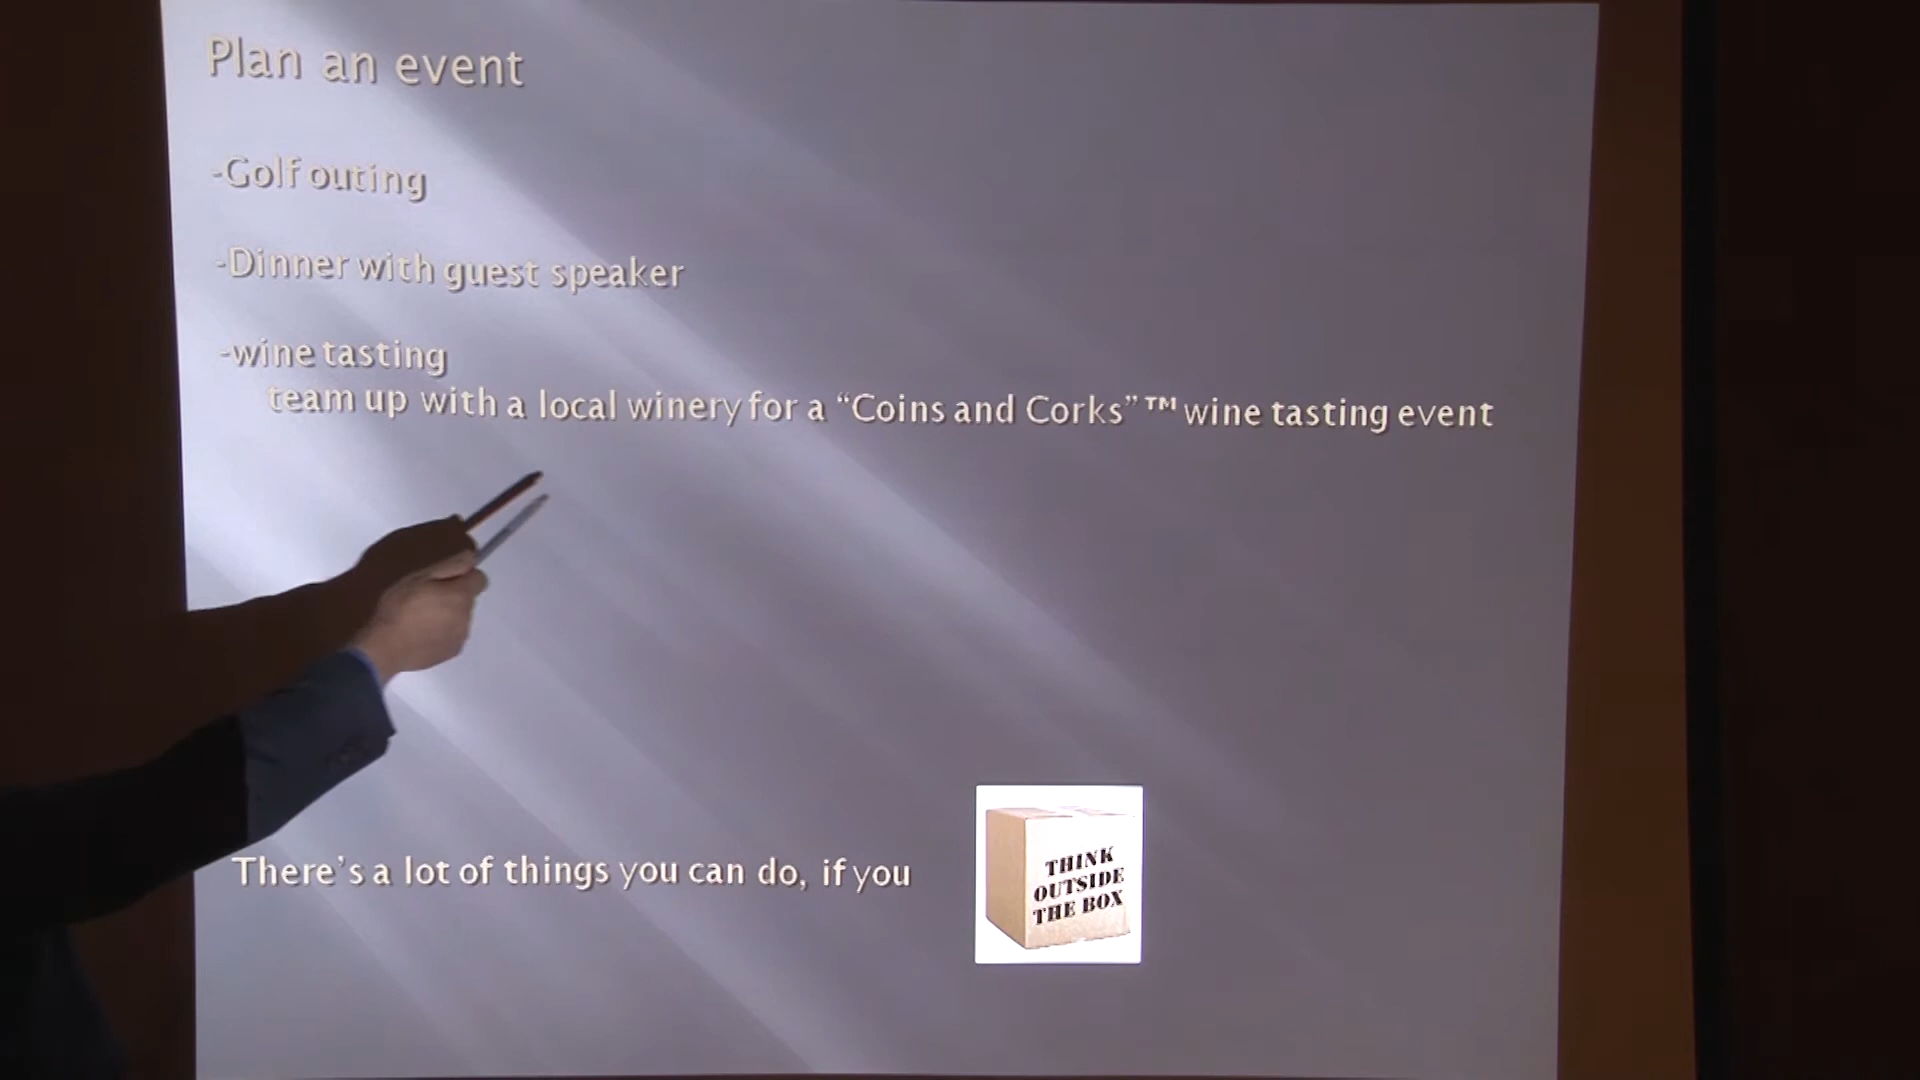 Plan an event
-Golf outing
-Dinner with guest speaker
-wine tasting
team up with a local winery for a “Coins and Corks”™ wine tasting event
There’s a lot of things you can do, if you
THINK
OUTSIDE
THE BOX